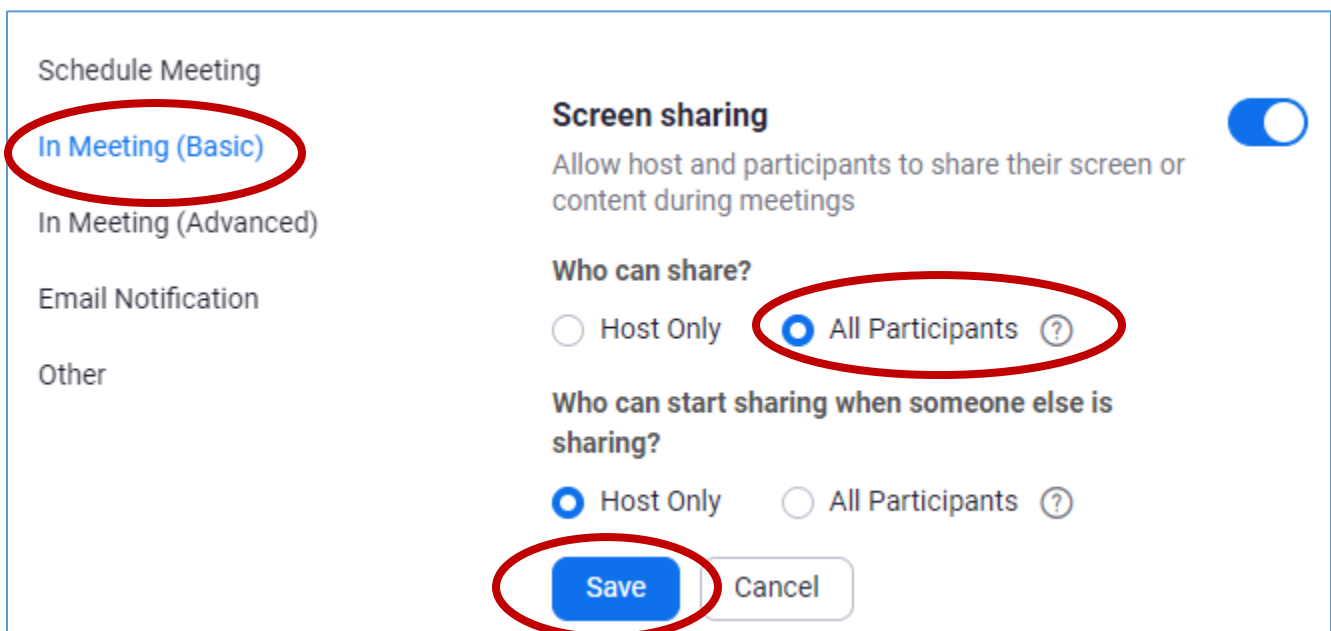 Schedule Meeting
In Meeting (Basic)
In Meeting (Advanced)
Email Notification
Other
Screen sharing
Allow host and participants to share their screen or
content during meetings
Who can share?
Host Only All Participants ?
Who can start sharing when someone else is
sharing?
Host Only All Participants ?
Save Cancel